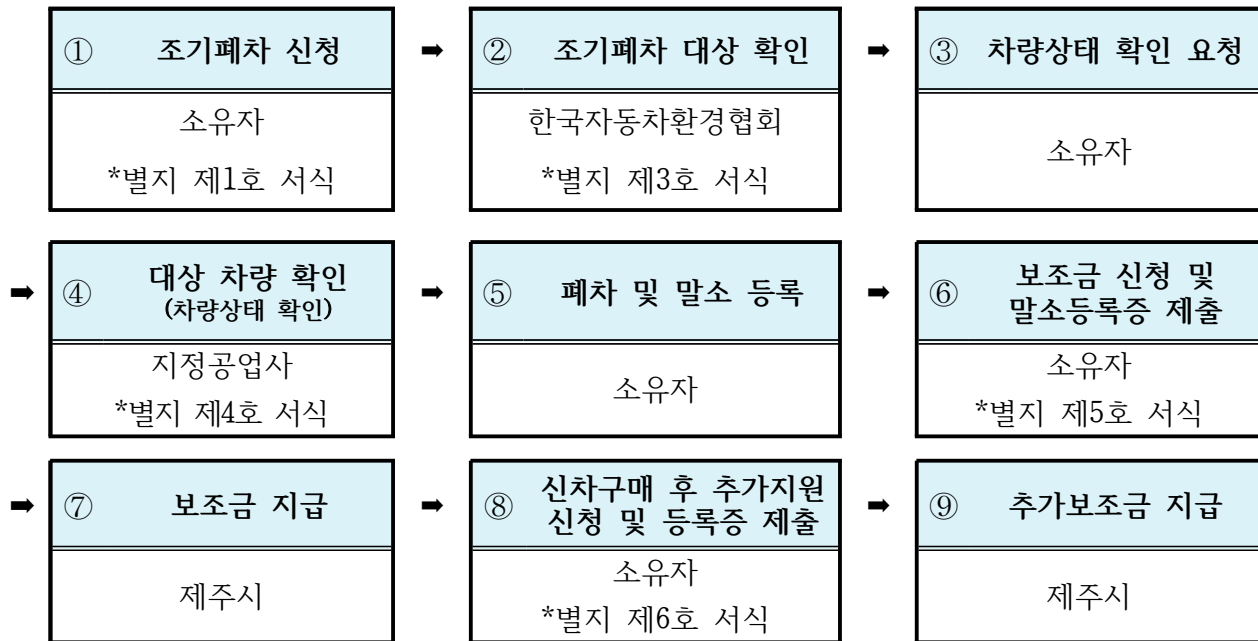 ① 조기폐차 신청 ➡ ② 조기폐차 대상 확인 ➡ ③ 차량상태 확인 요청
소유자
*별지 제1호 서식
한국자동차환경협회
*별지 제3호 서식
소유자
➡ ④ 대상 차량 확인
(차량상태 확인)
➡ ⑤ 폐차 및 말소 등록
➡ ⑥ 보조금 신청 및
말소등록증 제출
지정공업사
*별지 제4호 서식
소유자
소유자
*별지 제5호 서식
➡ ⑦ 보조금 지급
➡ ⑧ 신차구매 후 추가지원
신청 및 등록증 제출
➡ ⑨ 추가보조금 지급
제주시
소유자
*별지 제6호 서식
제주시